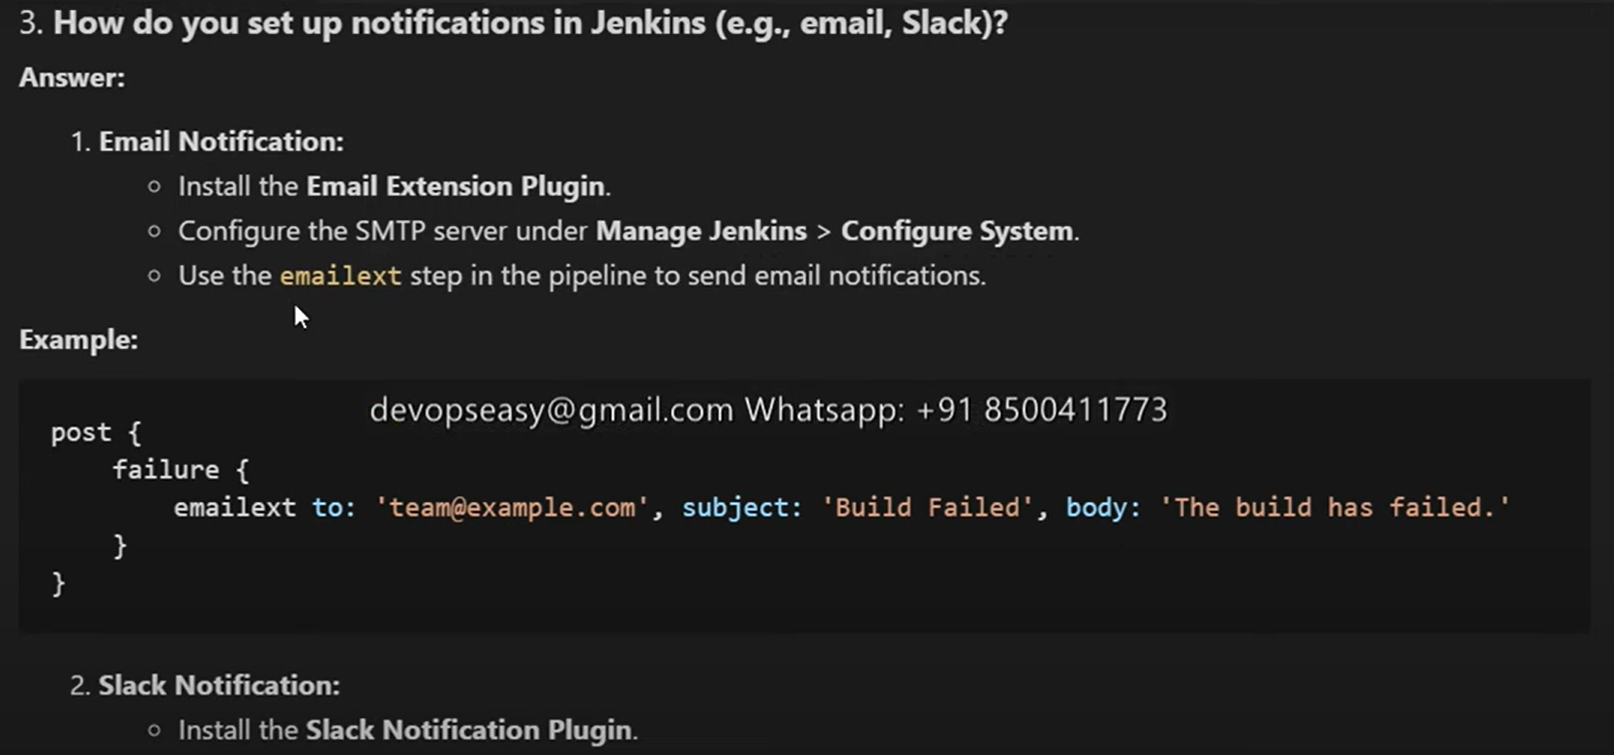 3. How do you set up notifications in Jenkins (e.g., email, Slack)?
Answer:
1. Email Notification:
○ Install the Email Extension Plugin.
○ Configure the SMTP server under Manage Jenkins > Configure System.
○ Use the emailext step in the pipeline to send email notifications.
Example:
devopseasy@gmail.com Whatsapp: +91 8500411773
post {
    failure {
        emailext to: 'team@example.com', subject: 'Build Failed', body: 'The build has failed.'
    }
}
2. Slack Notification:
○ Install the Slack Notification Plugin.